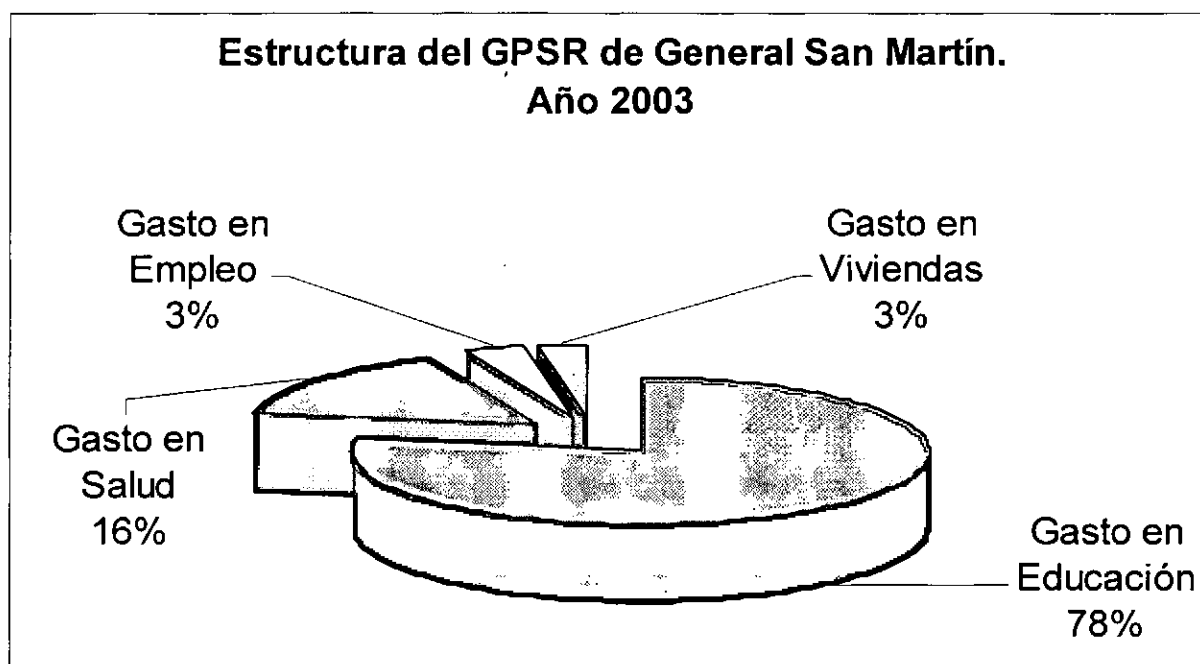 Estructura del GPSR de General San Martín.
Año 2003
Gasto en
Empleo
3%
Gasto en
Viviendas
3%
Gasto en
Salud
16%
Gasto en
Educación
78%